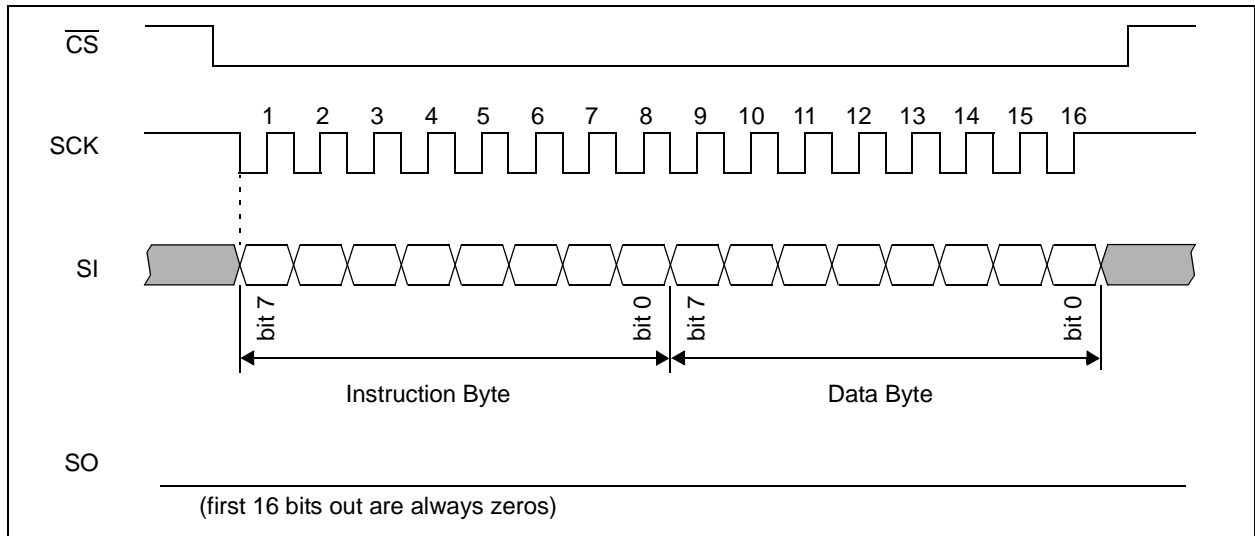 CS
1 2 3 4 5 6 7 8 9 10 11 12 13 14 15 16
SCK
SI
bit 7 bit 0 bit 7 bit 0
Instruction Byte Data Byte
SO
(first 16 bits out are always zeros)